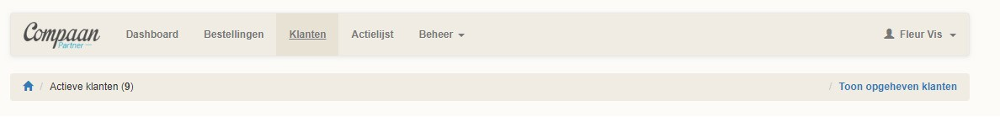 Compaan Partner Dashboard Bestellingen Klanten Actielijst Beheer Fleur Vis
/ Actieve klanten (9) / Toon opgeheven klanten